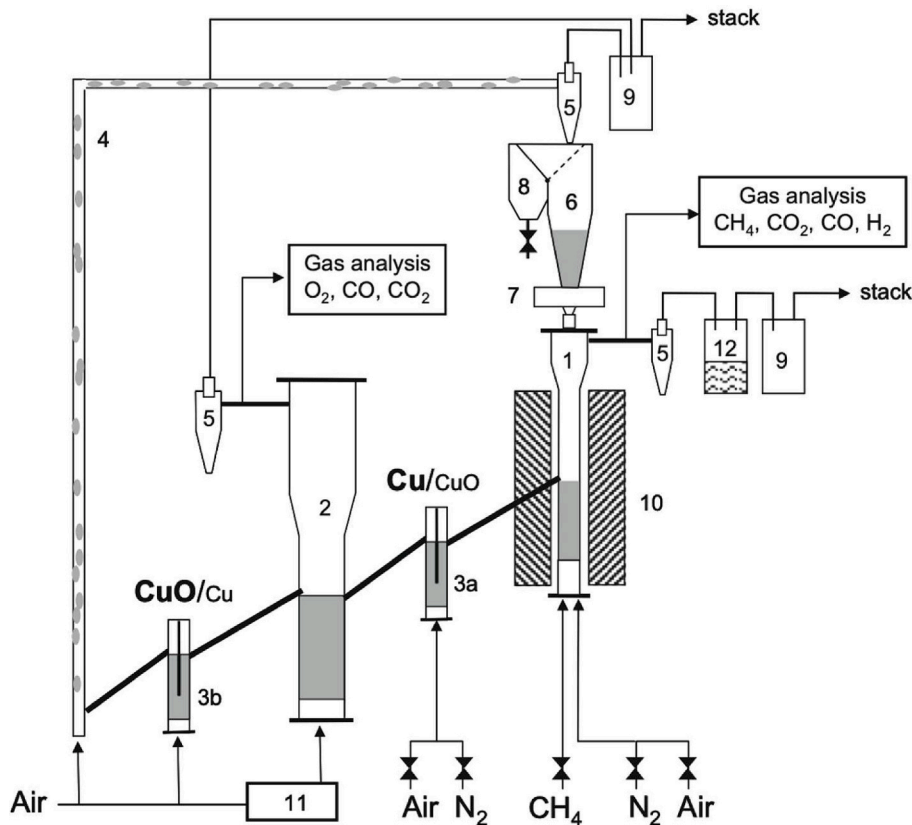 stack
5
9
4
8
6
Gas analysis
CH₄, CO₂, CO, H₂
Gas analysis
O₂, CO, CO₂
7
stack
1
5
12
9
5
2
Cu/CuO
10
3a
CuO/Cu
3b
Air
11
Air
N₂
CH₄
N₂
Air